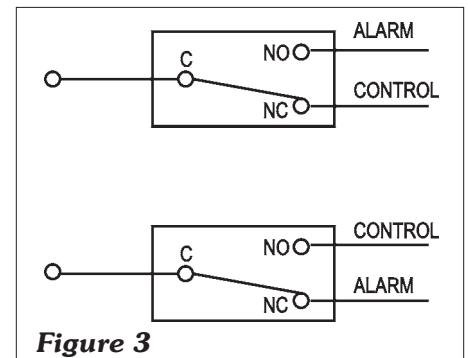 ALARM
C NO
NC CONTROL
C NO CONTROL
NC ALARM
Figure 3